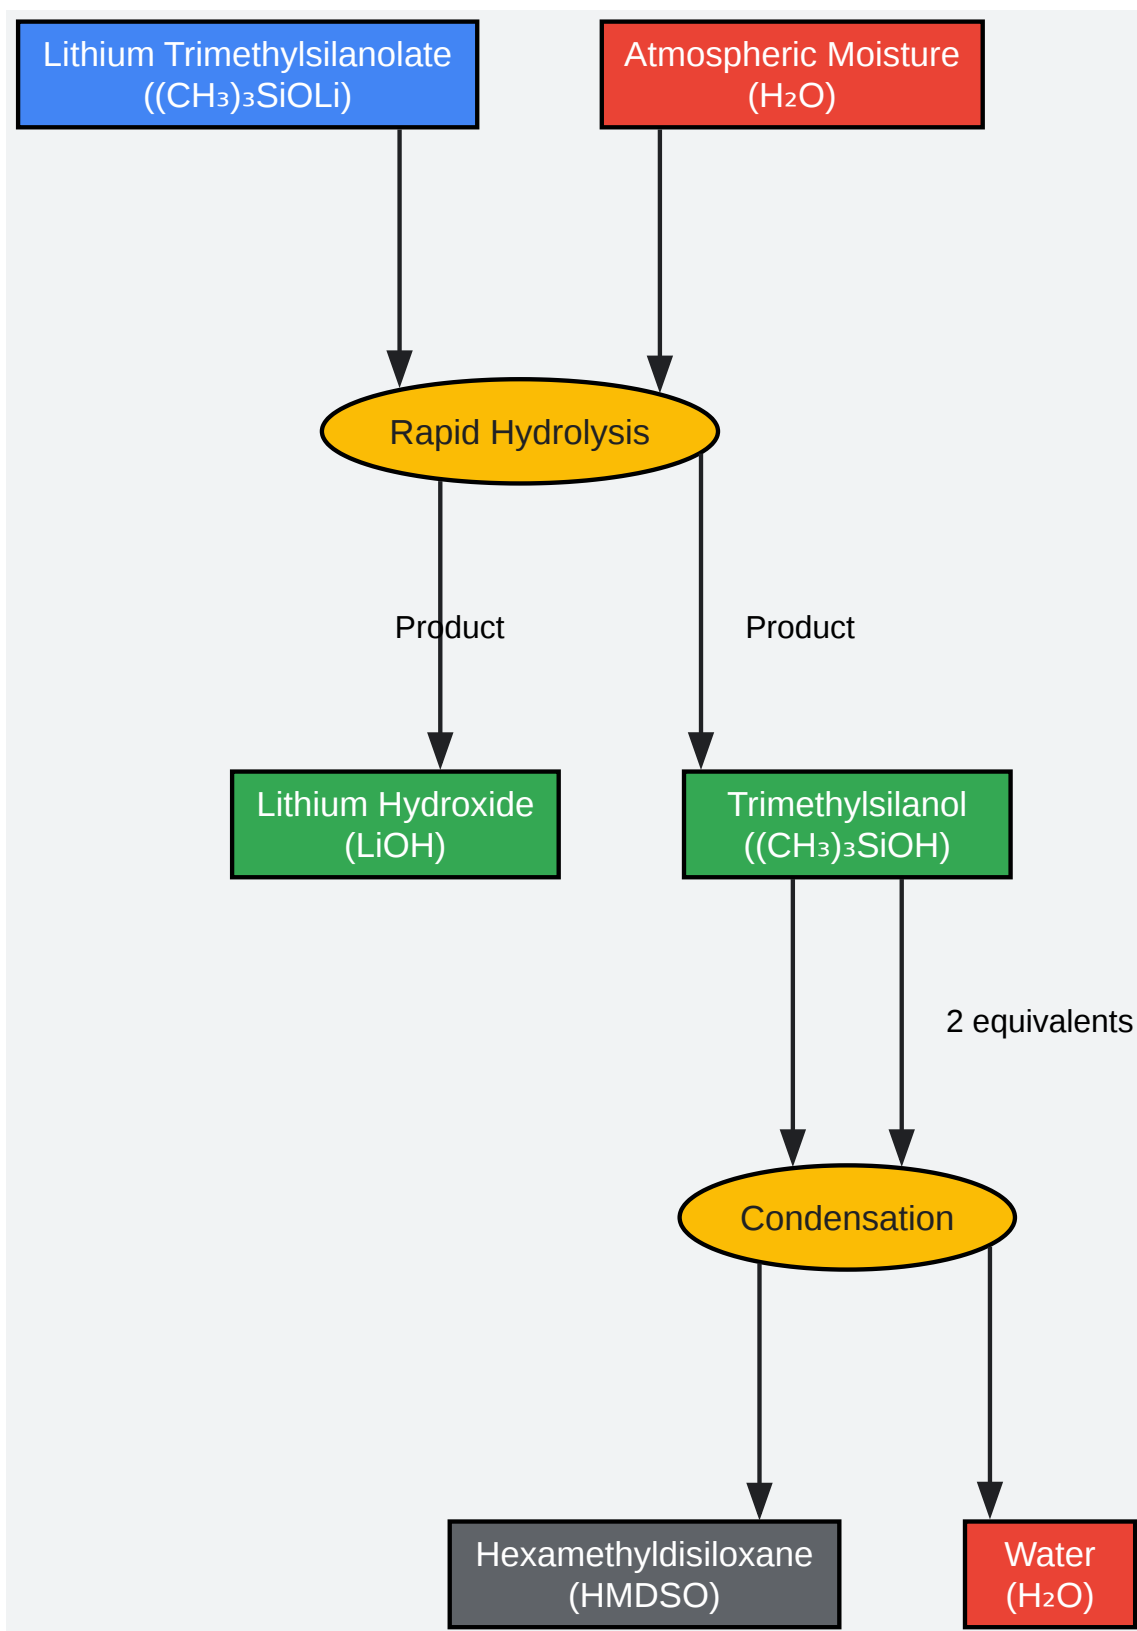 Lithium Trimethylsilanolate
((CH₃)₃SiOLi)
Atmospheric Moisture
(H₂O)
Rapid Hydrolysis
Product
Product
Lithium Hydroxide
(LiOH)
Trimethylsilanol
((CH₃)₃SiOH)
2 equivalents
Condensation
Hexamethyldisiloxane
(HMDSO)
Water
(H₂O)